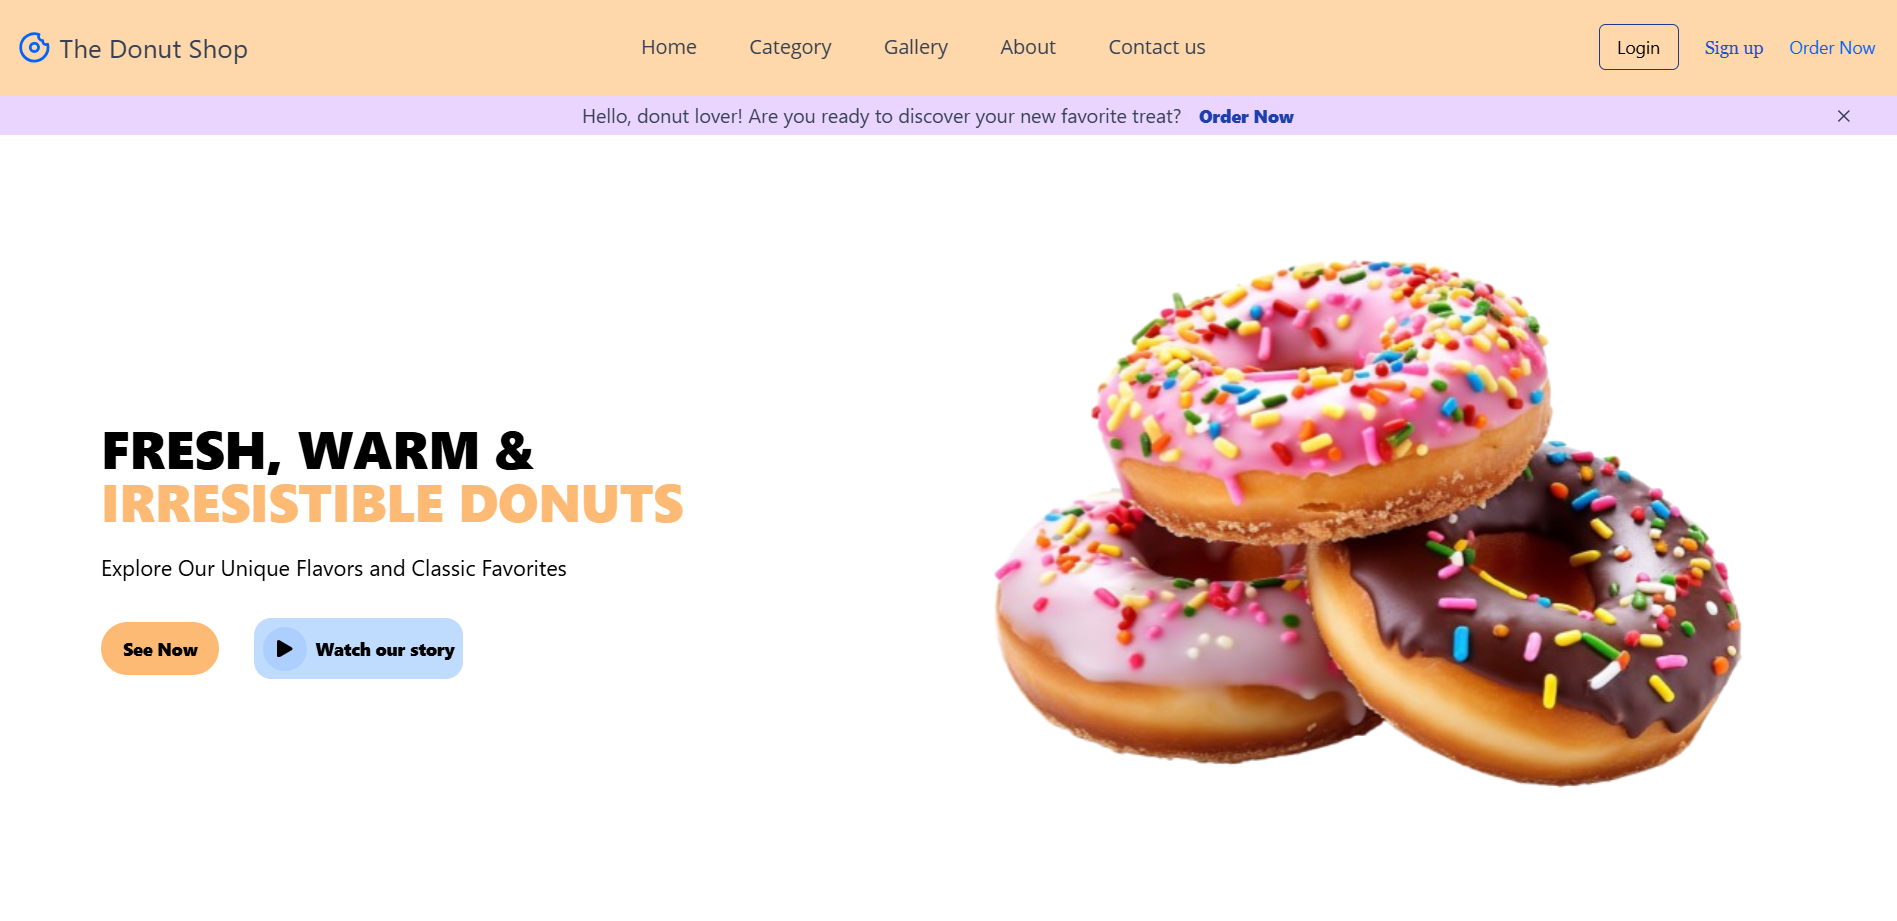 The Donut Shop
Home Category Gallery About Contact us
Login Sign up Order Now
Hello, donut lover! Are you ready to discover your new favorite treat? Order Now
FRESH, WARM &
IRRESISTIBLE DONUTS
Explore Our Unique Flavors and Classic Favorites
See Now
Watch our story